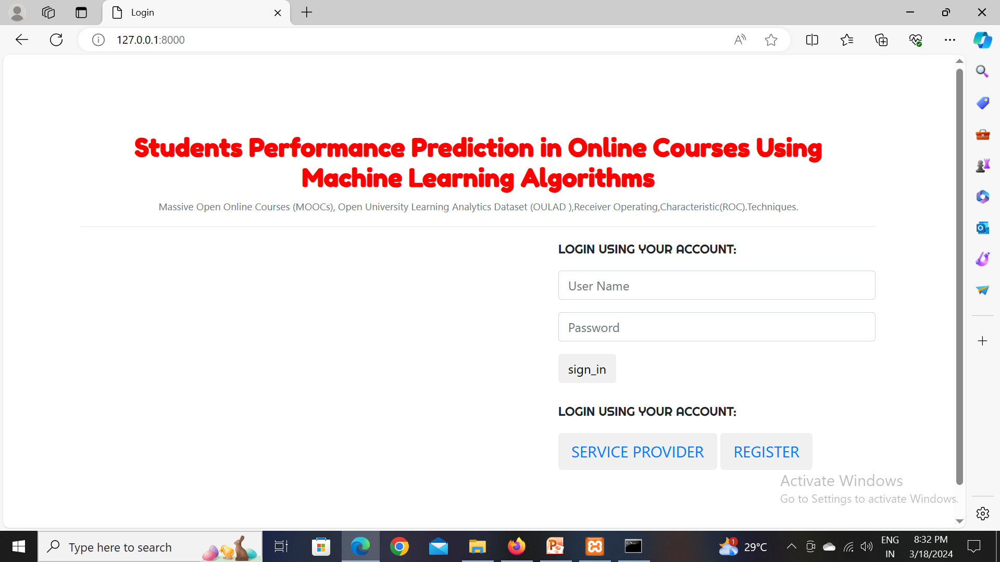 Login
127.0.0.1:8000
Students Performance Prediction in Online Courses Using
Machine Learning Algorithms
Massive Open Online Courses (MOOCs), Open University Learning Analytics Dataset (OULAD ),Receiver Operating,Characteristic(ROC).Techniques.
LOGIN USING YOUR ACCOUNT:
User Name
Password
sign_in
LOGIN USING YOUR ACCOUNT:
SERVICE PROVIDER
REGISTER
Activate Windows
Go to Settings to activate Windows.
Type here to search
1
29°C
ENG
IN
8:32 PM
3/18/2024